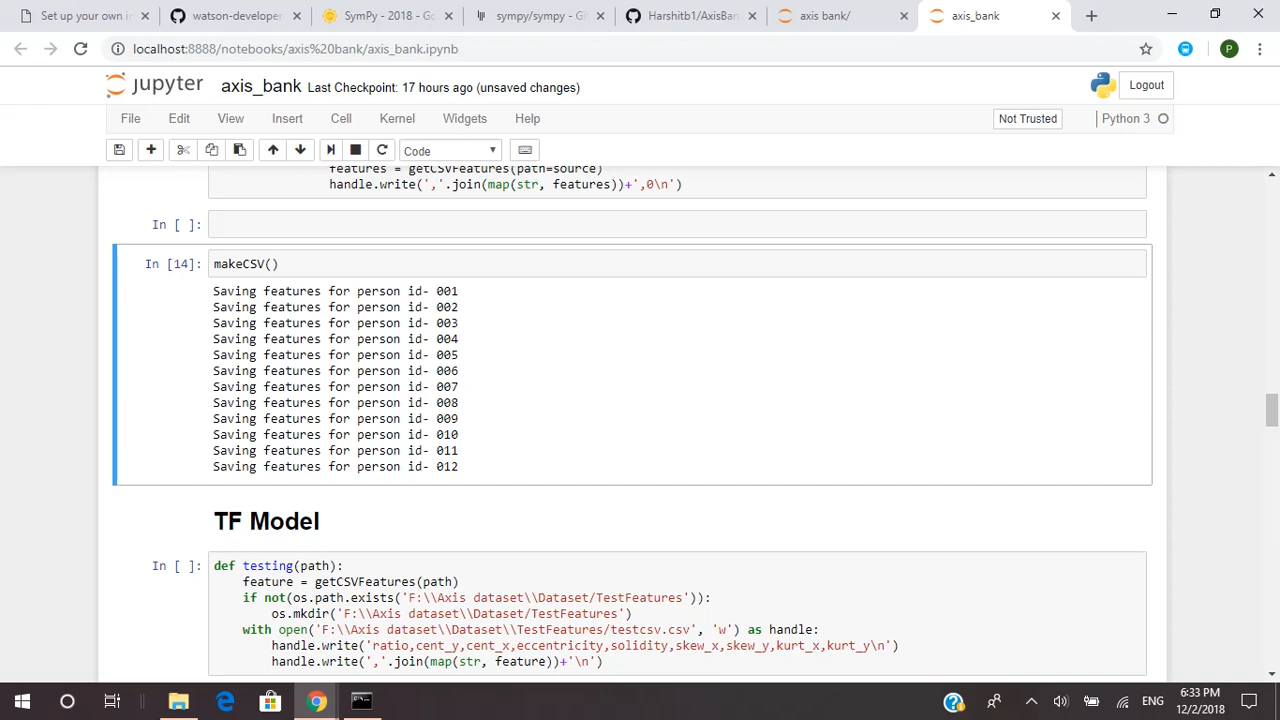 Set up your own in
watson-developer
SymPy - 2018 - Go
sympy/sympy - Gi
Harshitb1/AxisBan
axis bank/
axis_bank
localhost:8888/notebooks/axis%20bank/axis_bank.ipynb
P
jupyter axis_bank Last Checkpoint: 17 hours ago (unsaved changes)
Logout
File Edit View Insert Cell Kernel Widgets Help
Not Trusted
Python 3
Code
features = getCSVFeatures(path=source)
handle.write(','.join(map(str, features))+',0\n')
In [ ]:
In [14]: makeCSV()
Saving features for person id- 001
Saving features for person id- 002
Saving features for person id- 003
Saving features for person id- 004
Saving features for person id- 005
Saving features for person id- 006
Saving features for person id- 007
Saving features for person id- 008
Saving features for person id- 009
Saving features for person id- 010
Saving features for person id- 011
Saving features for person id- 012
TF Model
In [ ]: def testing(path):
feature = getCSVFeatures(path)
if not(os.path.exists('F:\\Axis dataset\\Dataset/TestFeatures')):
os.mkdir('F:\\Axis dataset\\Dataset/TestFeatures')
with open('F:\\Axis dataset\\Dataset\\TestFeatures/testcsv.csv', 'w') as handle:
handle.write('ratio,cent_y,cent_x,eccentricity,solidity,skew_x,skew_y,kurt_x,kurt_y\n')
handle.write(','.join(map(str, feature))+'\n')
ENG
6:33 PM
12/2/2018